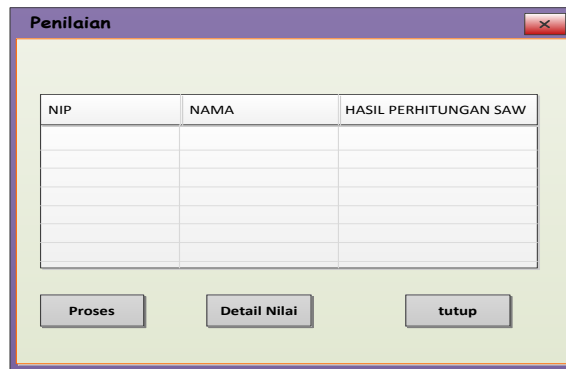 Penilaian
NIP NAMA HASIL PERHITUNGAN SAW
Proses Detail Nilai tutup